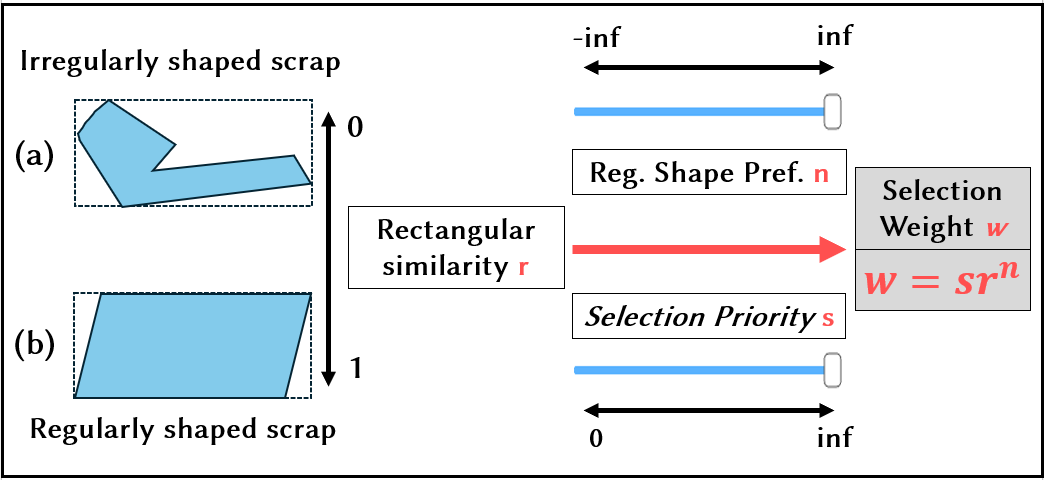 Irregularly shaped scrap
(a)
0
Rectangular
similarity r
(b)
1
Regularly shaped scrap
-inf inf
Reg. Shape Pref. n
Selection Priority s
0 inf
Selection
Weight w
w = srⁿ